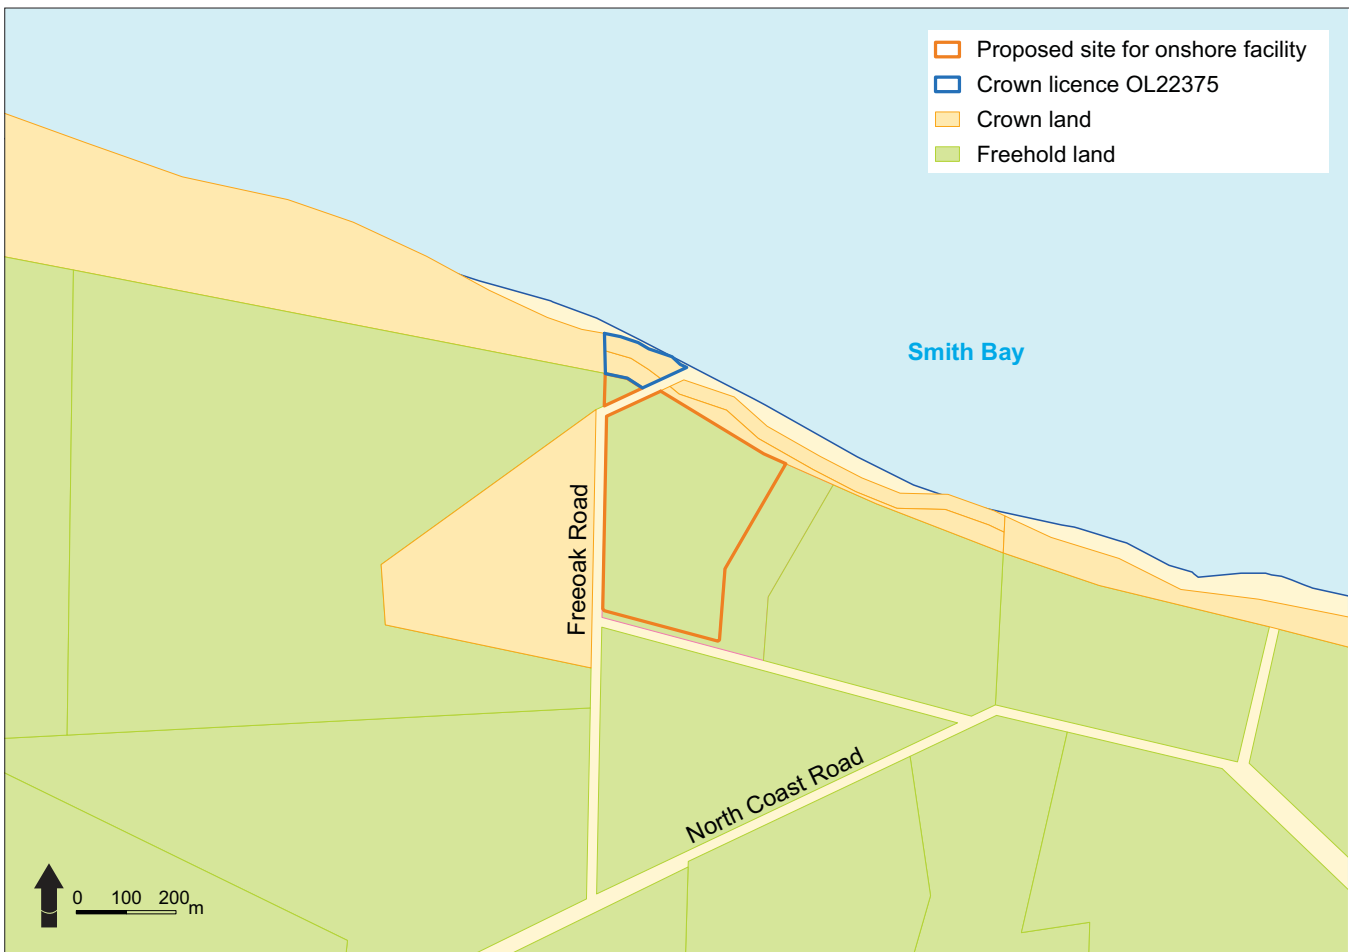 Proposed site for onshore facility
Crown licence OL22375
Crown land
Freehold land
Smith Bay
Freeoak Road
North Coast Road
0 100 200 m